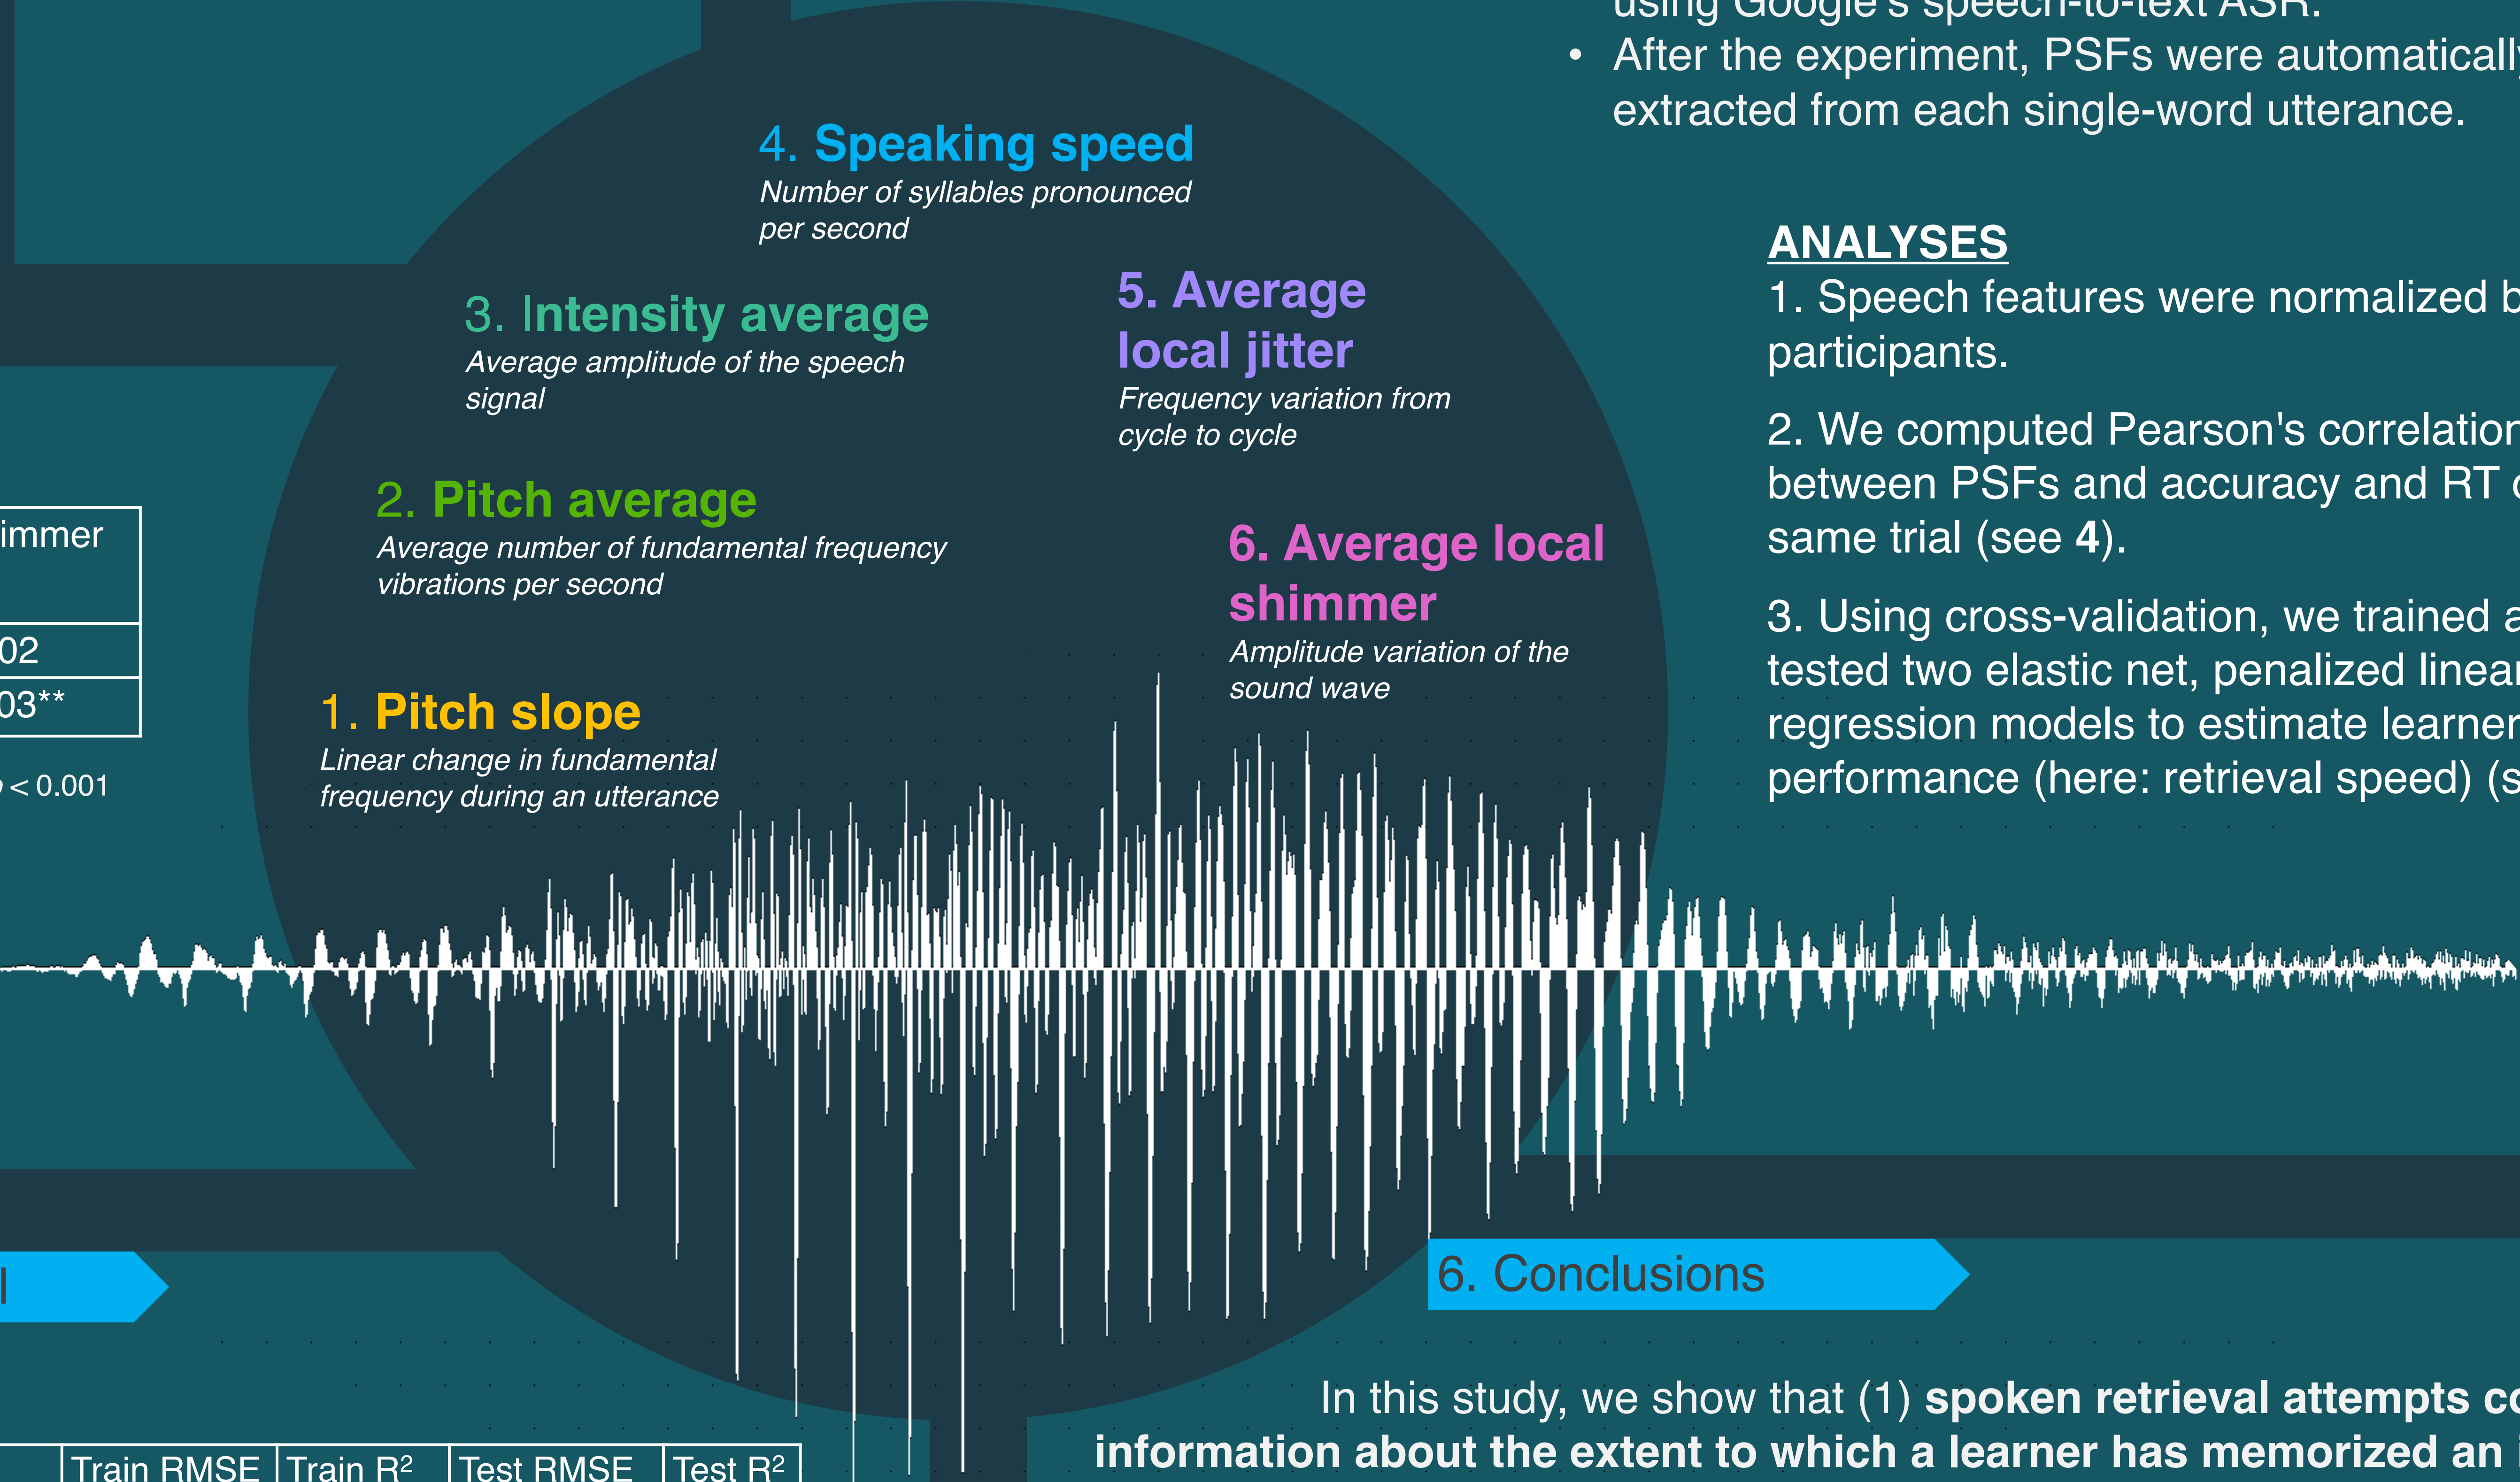 using Google's speech-to-text ASR.
• After the experiment, PSFs were automatically
extracted from each single-word utterance.
4. Speaking speed
Number of syllables pronounced
per second
3. Intensity average
Average amplitude of the speech
signal
5. Average
local jitter
Frequency variation from
cycle to cycle
2. Pitch average
Average number of fundamental frequency
vibrations per second
6. Average local
shimmer
Amplitude variation of the
sound wave
1. Pitch slope
Linear change in fundamental
frequency during an utterance
ANALYSES
1. Speech features were normalized
participants.
2. We computed Pearson's correlation
between PSFs and accuracy and RT
same trial (see 4).
3. Using cross-validation, we trained
tested two elastic net, penalized linear
regression models to estimate learner
performance (here: retrieval speed)
immer
02
03**
< 0.001
6. Conclusions
In this study, we show that (1) spoken retrieval attempts
information about the extent to which a learner has memorized an
Train RMSE Train R² Test RMSE Test R²